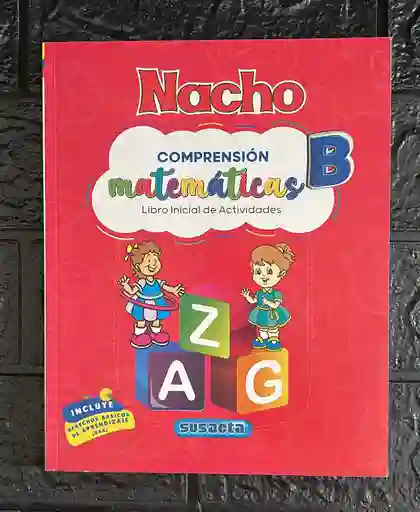 Nacho
COMPRENSIÓN
B
matemáticas
Libro Inicial de Actividades
Z
A
G
INCLUYE
DERECHOS BÁSICOS
DE APRENDIZAJE
(DBA)
susaeta